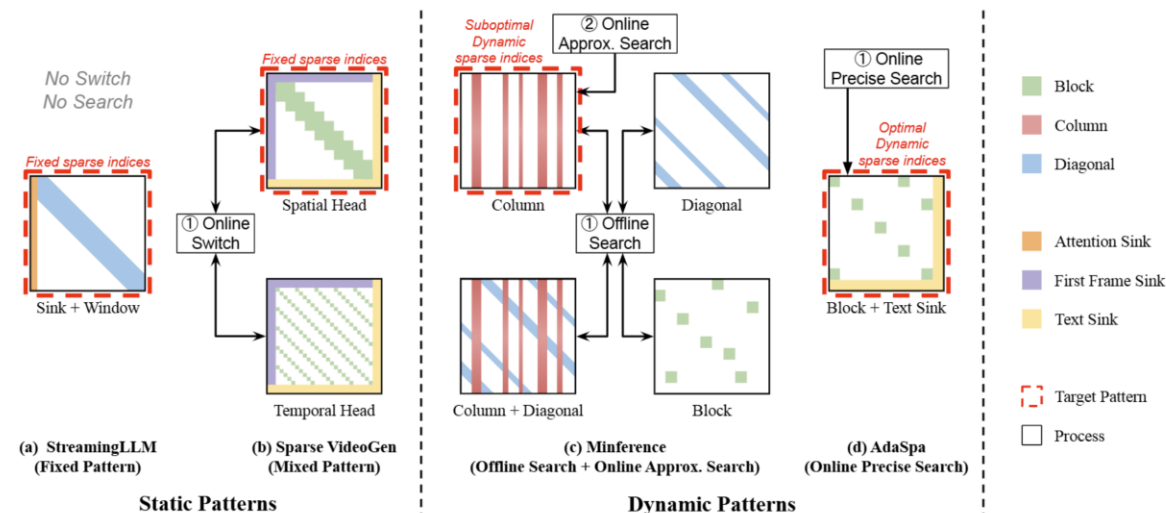 No Switch
No Search
Fixed sparse indices
Sink + Window
(a) StreamingLLM
(Fixed Pattern)
Fixed sparse indices
Spatial Head
① Online
Switch
Temporal Head
(b) Sparse VideoGen
(Mixed Pattern)
Static Patterns
Suboptimal
Dynamic
sparse indices
② Online
Approx. Search
Column
Diagonal
① Offline
Search
Column + Diagonal
Block
(c) Minference
(Offline Search + Online Approx. Search)
① Online
Precise Search
Optimal
Dynamic
sparse indices
Block + Text Sink
(d) AdaSpa
(Online Precise Search)
Dynamic Patterns
Block
Column
Diagonal
Attention Sink
First Frame Sink
Text Sink
Target Pattern
Process